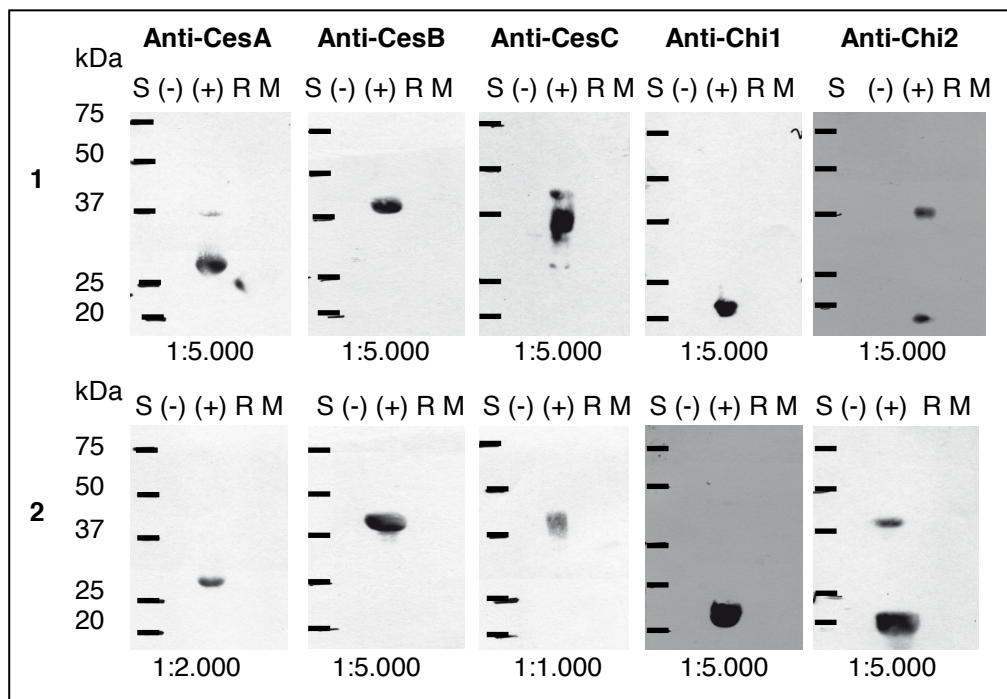 Anti-CesA Anti-CesB Anti-CesC Anti-Chi1 Anti-Chi2
kDa
S (-) (+) R M S (-) (+) R M S (-) (+) R M S (-) (+) R M S (-) (+) R M
75
50
1
37
25
20
1:5.000 1:5.000 1:5.000 1:5.000 1:5.000
kDa
S (-) (+) R M S (-) (+) R M S (-) (+) R M S (-) (+) R M S (-) (+) R M
75
50
2
37
25
20
1:2.000 1:5.000 1:1.000 1:5.000 1:5.000